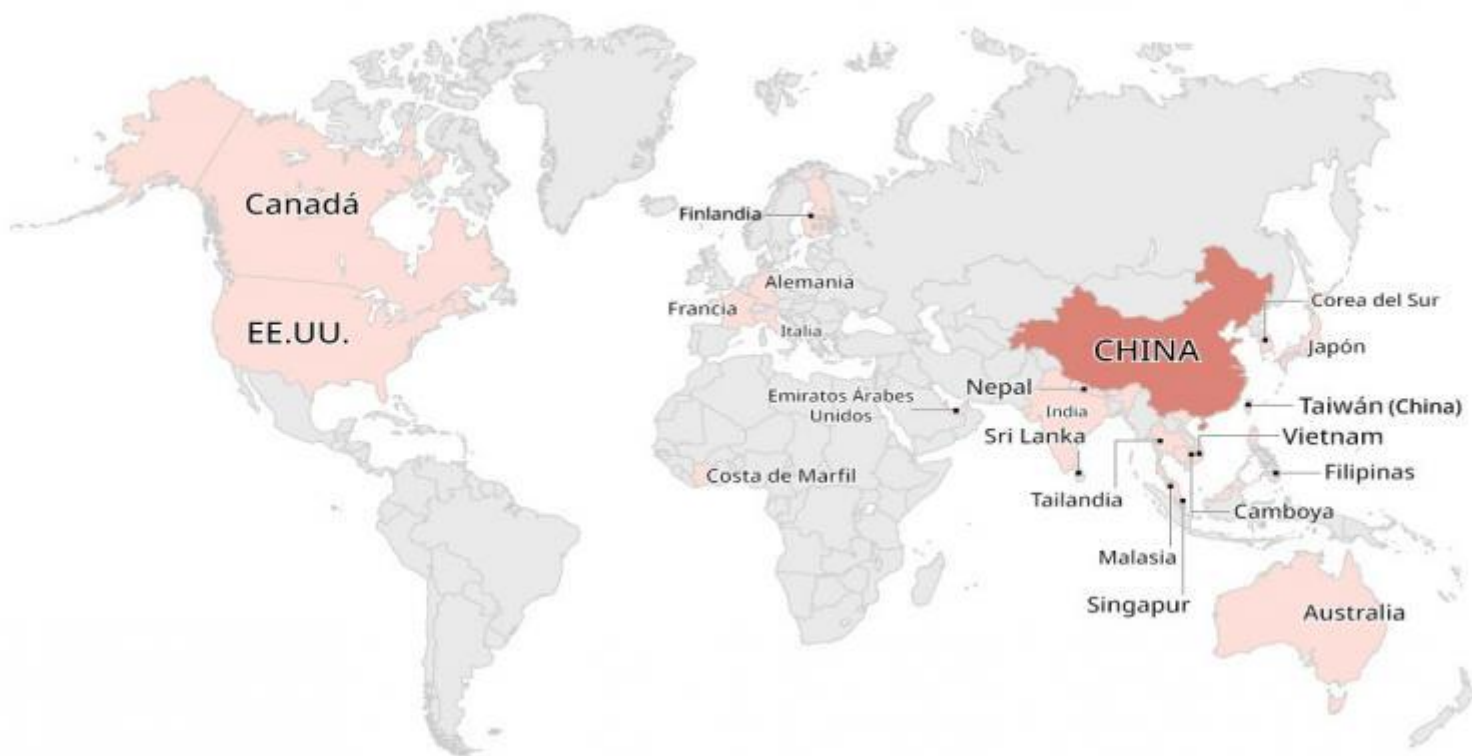 Canadá
EE.UU.
Finlandia
Alemania
Francia
Italia
Corea del Sur
CHINA
Japón
Nepal
Emiratos Árabes
Unidos
India
Taiwán (China)
Sri Lanka
Vietnam
Costa de Marfil
Filipinas
Tailandia
Camboya
Malasia
Singapur
Australia